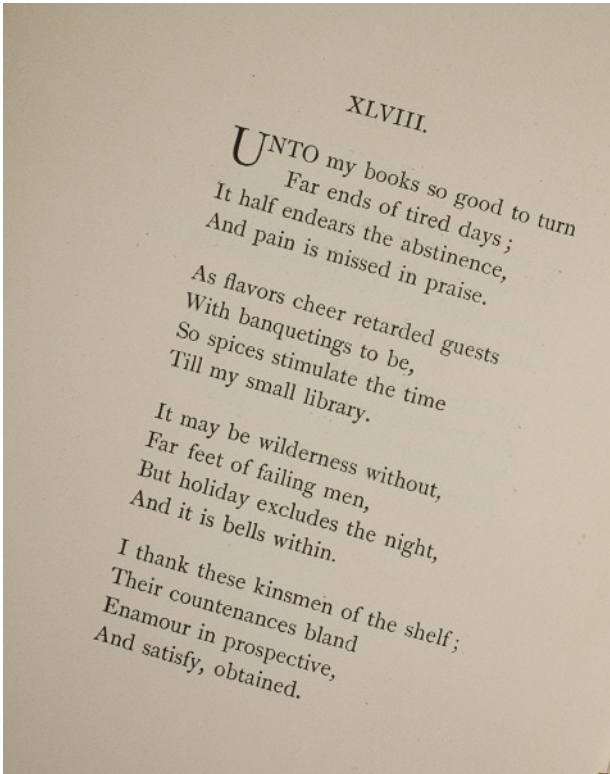 XLVIII.
UNTO my books so good to turn
Far ends of tired days;
It half endears the abstinence,
And pain is missed in praise.
As flavors cheer retarded guests
With banquetings to be,
So spices stimulate the time
Till my small library.
It may be wilderness without,
Far feet of failing men,
But holiday excludes the night,
And it is bells within.
I thank these kinsmen of the shelf;
Their countenances bland
Enamour in prospective,
And satisfy, obtained.